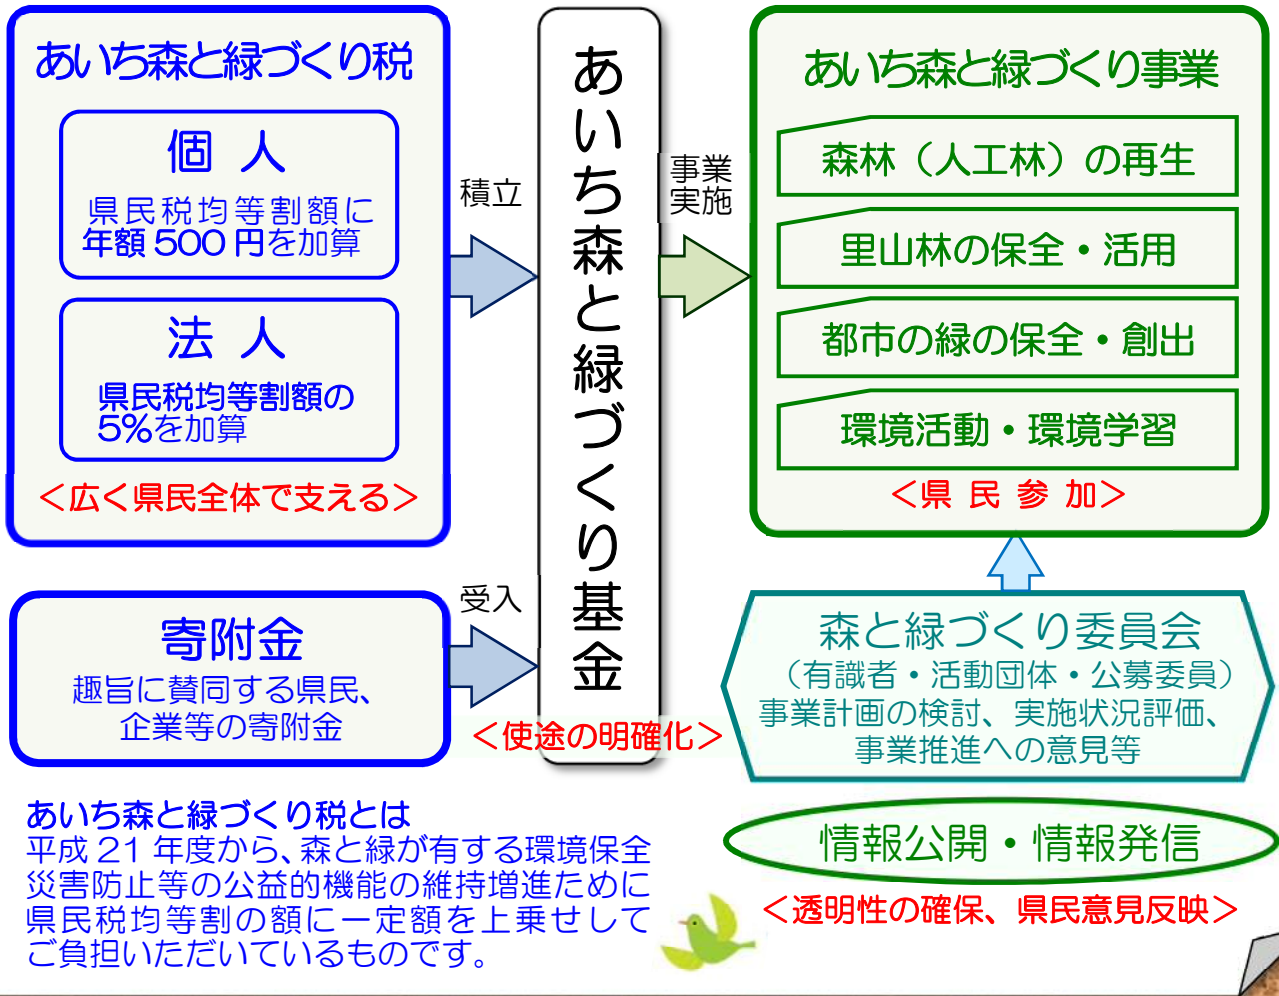 あいち森と緑づくり税
個 人
県民税均等割額に
年額 500 円を加算
法 人
県民税均等割額の
5%を加算
＜広く県民全体で支える＞
積立
寄附金
趣旨に賛同する県民、
企業等の寄附金
受入
あいち森と緑づくり基金
＜使途の明確化＞
事業
実施
あいち森と緑づくり事業
森林（人工林）の再生
里山林の保全・活用
都市の緑の保全・創出
環境活動・環境学習
＜県 民 参 加＞
森と緑づくり委員会
（有識者・活動団体・公募委員）
事業計画の検討、実施状況評価、
事業推進への意見等
情報公開・情報発信
＜透明性の確保、県民意見反映＞
あいち森と緑づくり税とは
平成 21 年度から、森と緑が有する環境保全
災害防止等の公益的機能の維持増進ために
県民税均等割の額に一定額を上乗せして
ご負担いただいているものです。